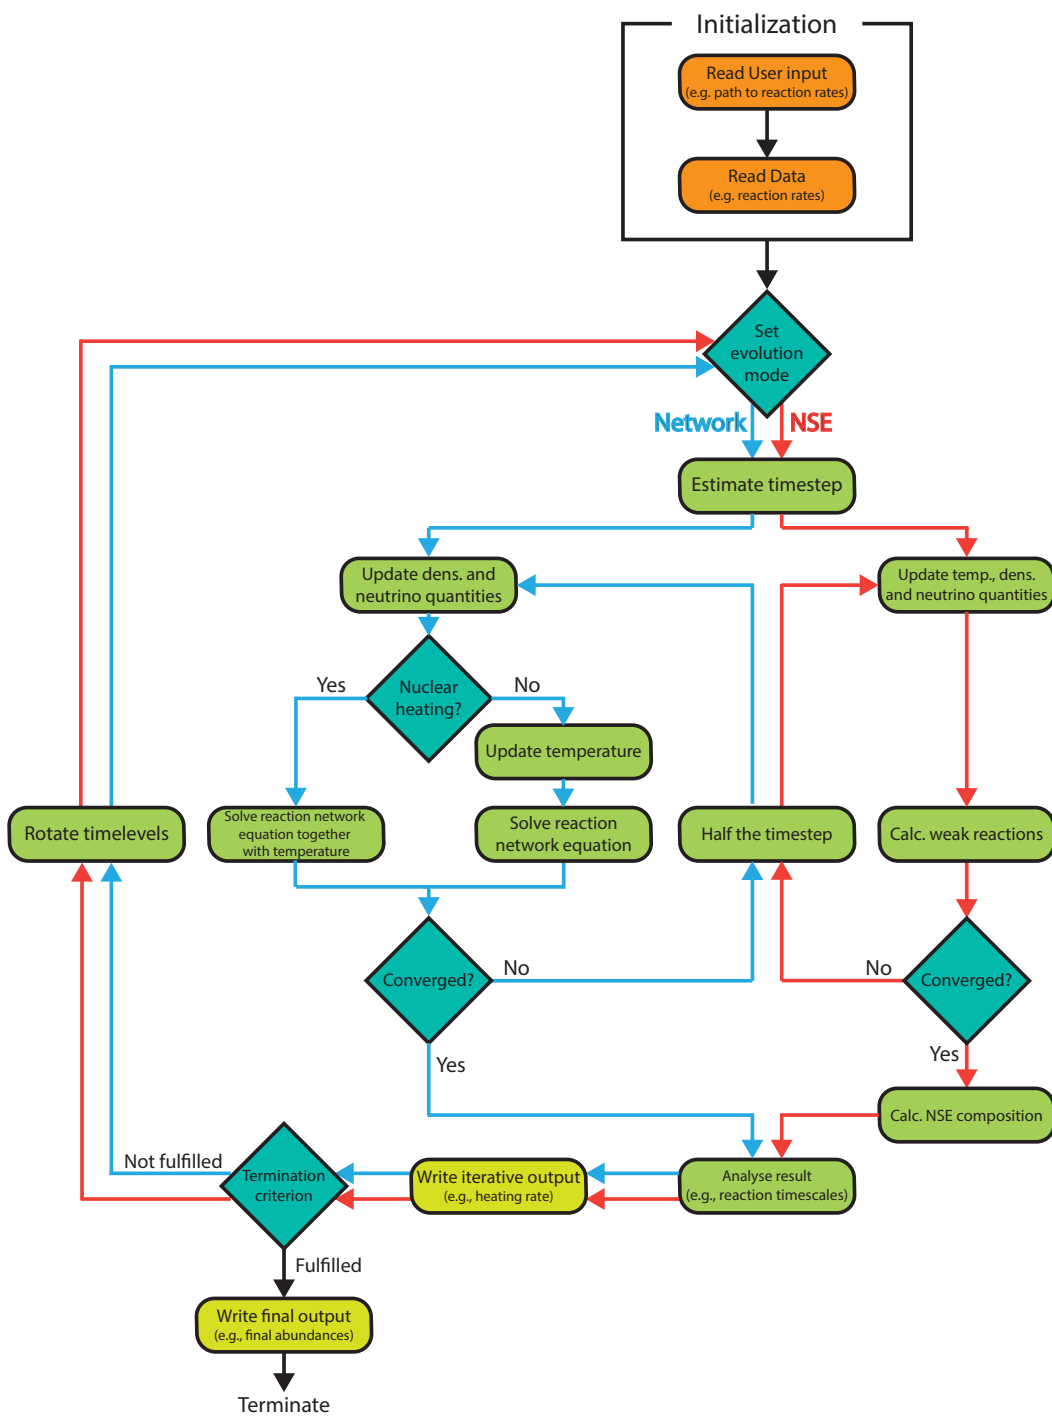 Initialization
Read User input
(e.g. path to reaction rates)
Read Data
(e.g. reaction rates)
Set
evolution
mode
Network
NSE
Estimate timestep
Update dens. and
neutrino quantities
Update temp., dens.
and neutrino quantities
Yes
Nuclear
heating?
No
Update temperature
Rotate timelevels
Solve reaction network
equation together
with temperature
Solve reaction
network equation
Half the timestep
Calc. weak reactions
Converged?
No
No
Converged?
Yes
Yes
Calc. NSE composition
Not fulfilled
Termination
criterion
Write iterative output
(e.g., heating rate)
Analyse result
(e.g., reaction timescales)
Fulfilled
Write final output
(e.g., final abundances)
Terminate